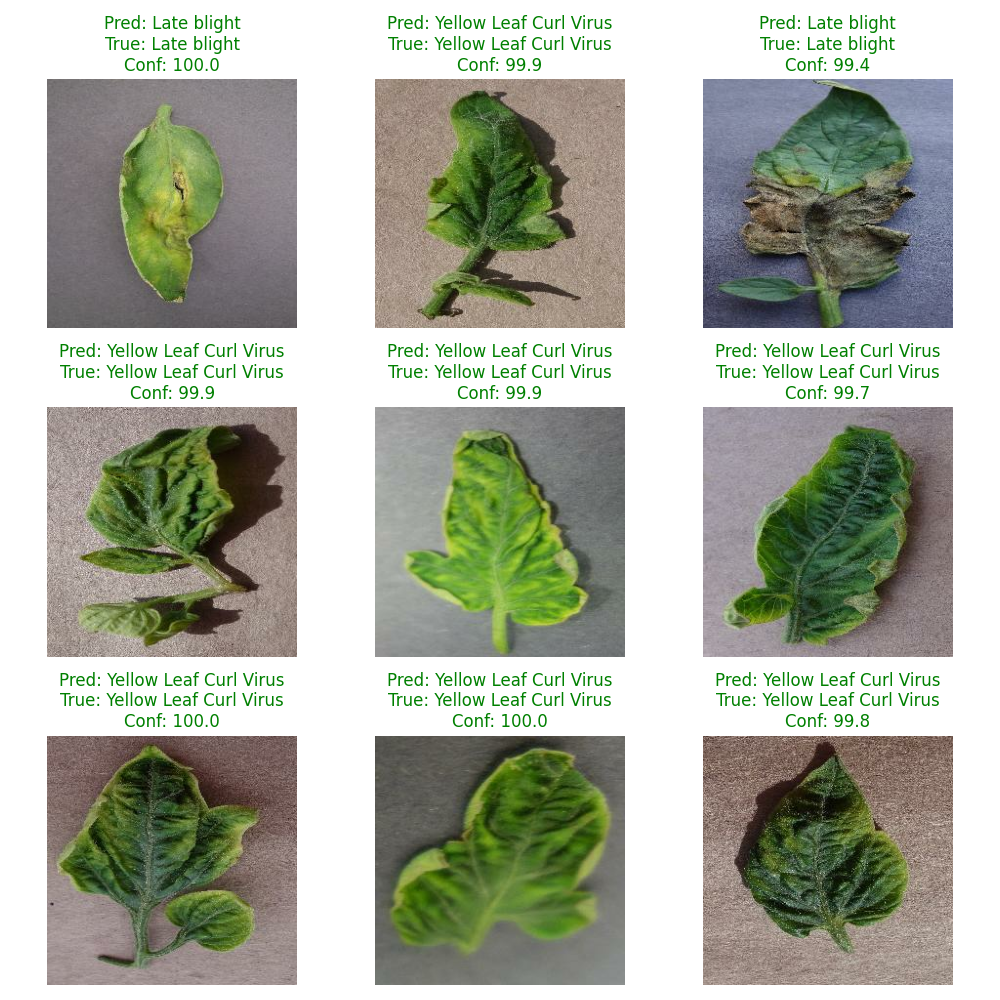 Pred: Late blight
True: Late blight
Conf: 100.0
Pred: Yellow Leaf Curl Virus
True: Yellow Leaf Curl Virus
Conf: 99.9
Pred: Late blight
True: Late blight
Conf: 99.4
Pred: Yellow Leaf Curl Virus
True: Yellow Leaf Curl Virus
Conf: 99.9
Pred: Yellow Leaf Curl Virus
True: Yellow Leaf Curl Virus
Conf: 99.9
Pred: Yellow Leaf Curl Virus
True: Yellow Leaf Curl Virus
Conf: 99.7
Pred: Yellow Leaf Curl Virus
True: Yellow Leaf Curl Virus
Conf: 100.0
Pred: Yellow Leaf Curl Virus
True: Yellow Leaf Curl Virus
Conf: 100.0
Pred: Yellow Leaf Curl Virus
True: Yellow Leaf Curl Virus
Conf: 99.8